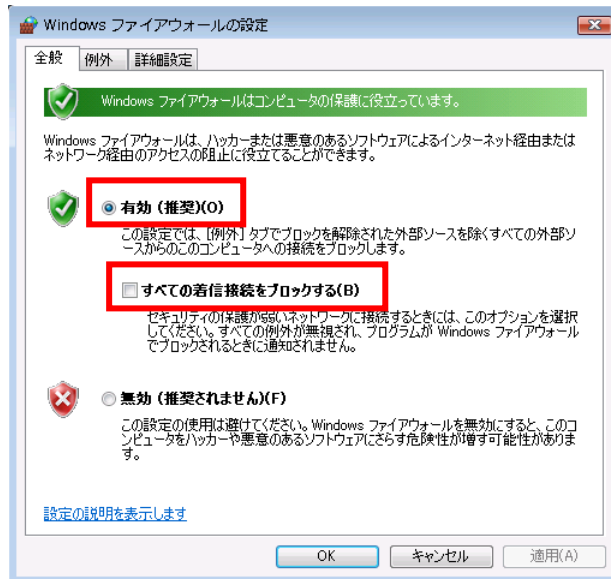 Windows ファイアウォールの設定
全般 例外 詳細設定
Windows ファイアウォールはコンピュータの保護に役立っています。
Windows ファイアウォールは、ハッカーまたは悪意のあるソフトウェアによるインターネット経由または
ネットワーク経由のアクセスの阻止に役立てることができます。
有効 (推奨)(O)
この設定では、[例外] タブでブロックを解除された外部ソースを除くすべての外部ソ
ースからのこのコンピュータへの接続をブロックします。
すべての着信接続をブロックする(B)
セキュリティの保護が弱いネットワークに接続するときには、このオプションを選択
してください。すべての例外が無視され、プログラムが Windows ファイアウォール
でブロックされるときに通知されません。
無効 (推奨されません)(F)
この設定の使用は避けてください。Windows ファイアウォールを無効にすると、このコ
ンピュータをハッカーや悪意のあるソフトウェアにさらす危険性が増す可能性がありま
す。
設定の説明を表示します
OK キャンセル 適用(A)